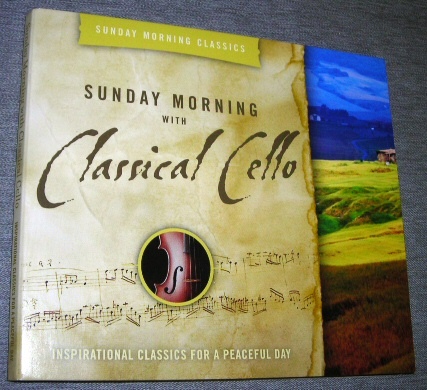 SUNDAY MORNING CLASSICS
SUNDAY MORNING
WITH
Classical Cello
INSPIRATIONAL CLASSICS FOR A PEACEFUL DAY